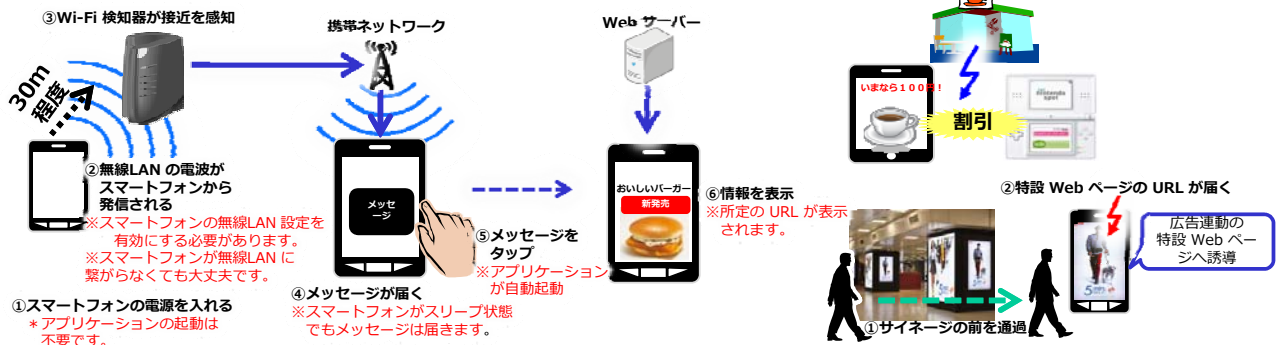 ③Wi-Fi 検知器が接近を感知
携帯ネットワーク
Web サーバー
30m
程度
いまなら100円！
割引
②無線LAN の電波が
スマートフォンから
発信される
※スマートフォンの無線LAN 設定を
有効にする必要があります。
※スマートフォンが無線LAN に
繋がらなくても大丈夫です。
①スマートフォンの電源を入れる
＊アプリケーションの起動は
不要です。
メッセ
ージ
④メッセージが届く
※スマートフォンがスリープ状態
でもメッセージは届きます。
⑤メッセージを
タップ
※アプリケーション
が自動起動
おいしいバーガー
新発売
⑥情報を表示
※所定の URL が表示
されます。
②特設 Web ページの URL が届く
広告連動の
特設 Web ペー
ジへ誘導
①サイネージの前を通過